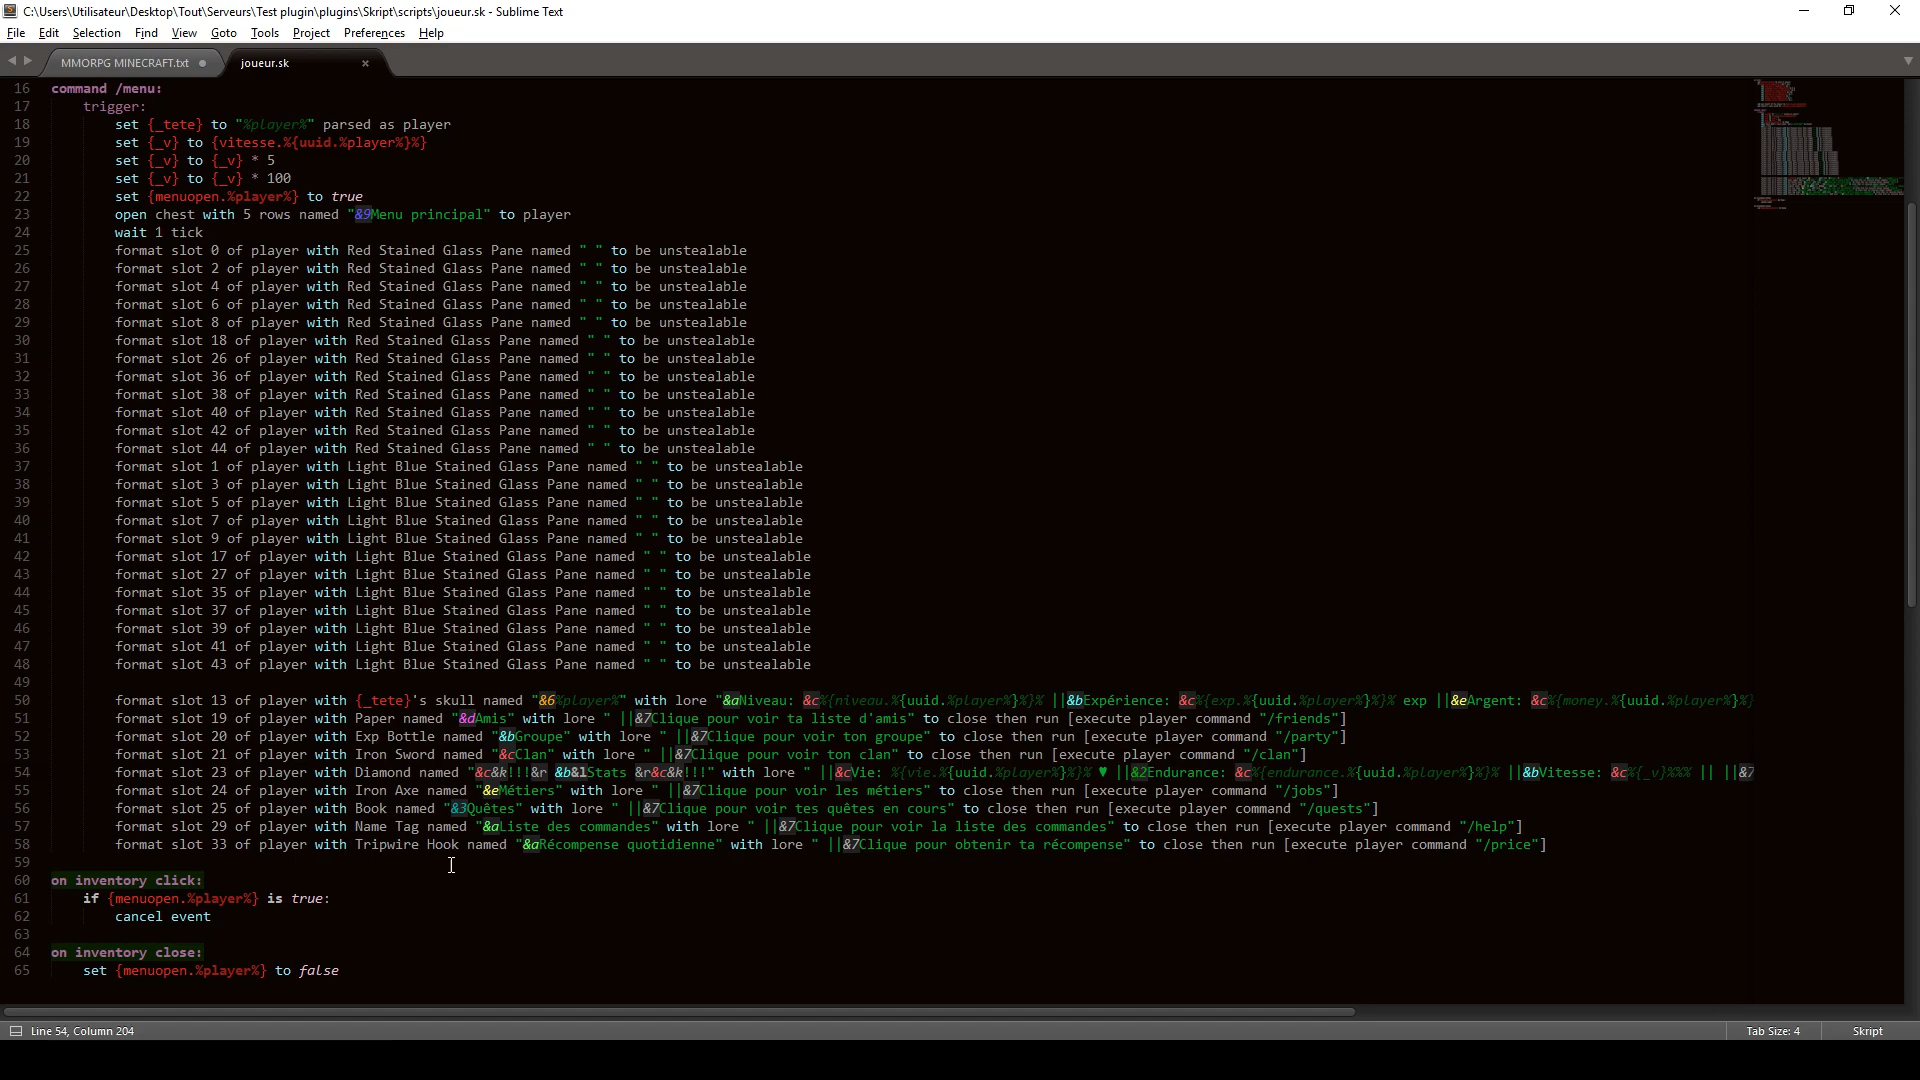 C:\Users\Utilisateur\Desktop\Tout\Serveurs\Test plugin\plugins\Skript\scripts\joueur.sk - Sublime Text
File Edit Selection Find View Goto Tools Project Preferences Help
MMORPG MINECRAFT.txt joueur.sk
16 command /menu:
17 trigger:
18 set {_tete} to "%player%" parsed as player
19 set {_v} to {vitesse.%{uuid.%player%}%}
20 set {_v} to {_v} * 5
21 set {_v} to {_v} * 100
22 set {menuopen.%player%} to true
23 open chest with 5 rows named "&9Menu principal" to player
24 wait 1 tick
25 format slot 0 of player with Red Stained Glass Pane named " " to be unstealable
26 format slot 2 of player with Red Stained Glass Pane named " " to be unstealable
27 format slot 4 of player with Red Stained Glass Pane named " " to be unstealable
28 format slot 6 of player with Red Stained Glass Pane named " " to be unstealable
29 format slot 8 of player with Red Stained Glass Pane named " " to be unstealable
30 format slot 18 of player with Red Stained Glass Pane named " " to be unstealable
31 format slot 26 of player with Red Stained Glass Pane named " " to be unstealable
32 format slot 36 of player with Red Stained Glass Pane named " " to be unstealable
33 format slot 38 of player with Red Stained Glass Pane named " " to be unstealable
34 format slot 40 of player with Red Stained Glass Pane named " " to be unstealable
35 format slot 42 of player with Red Stained Glass Pane named " " to be unstealable
36 format slot 44 of player with Red Stained Glass Pane named " " to be unstealable
37 format slot 1 of player with Light Blue Stained Glass Pane named " " to be unstealable
38 format slot 3 of player with Light Blue Stained Glass Pane named " " to be unstealable
39 format slot 5 of player with Light Blue Stained Glass Pane named " " to be unstealable
40 format slot 7 of player with Light Blue Stained Glass Pane named " " to be unstealable
41 format slot 9 of player with Light Blue Stained Glass Pane named " " to be unstealable
42 format slot 17 of player with Light Blue Stained Glass Pane named " " to be unstealable
43 format slot 27 of player with Light Blue Stained Glass Pane named " " to be unstealable
44 format slot 35 of player with Light Blue Stained Glass Pane named " " to be unstealable
45 format slot 37 of player with Light Blue Stained Glass Pane named " " to be unstealable
46 format slot 39 of player with Light Blue Stained Glass Pane named " " to be unstealable
47 format slot 41 of player with Light Blue Stained Glass Pane named " " to be unstealable
48 format slot 43 of player with Light Blue Stained Glass Pane named " " to be unstealable
49
50 format slot 13 of player with {_tete}'s skull named "&6%player%" with lore "&aNiveau: &c%{niveau.%{uuid.%player%}%}% ||&bExpérience: &c%{exp.%{uuid.%player%}%}% exp ||&eArgent: &c%{money.%{uuid.%player%}%}
51 format slot 19 of player with Paper named "&dAmis" with lore " ||&7Clique pour voir ta liste d'amis" to close then run [execute player command "/friends"]
52 format slot 20 of player with Exp Bottle named "&bGroupe" with lore " ||&7Clique pour voir ton groupe" to close then run [execute player command "/party"]
53 format slot 21 of player with Iron Sword named "&cClan" with lore " ||&7Clique pour voir ton clan" to close then run [execute player command "/clan"]
54 format slot 23 of player with Diamond named "&c&k!!!&r &b&lStats &r&c&k!!!" with lore " ||&cVie: %{vie.%{uuid.%player%}%}% ♥ ||&2Endurance: &c%{endurance.%{uuid.%player%}%}% ||&bVitesse: &c%{_v}%%% || ||&7
55 format slot 24 of player with Iron Axe named "&eMétiers" with lore " ||&7Clique pour voir les métiers" to close then run [execute player command "/jobs"]
56 format slot 25 of player with Book named "&3Quêtes" with lore " ||&7Clique pour voir tes quêtes en cours" to close then run [execute player command "/quests"]
57 format slot 29 of player with Name Tag named "&aListe des commandes" with lore " ||&7Clique pour voir la liste des commandes" to close then run [execute player command "/help"]
58 format slot 33 of player with Tripwire Hook named "&aRécompense quotidienne" with lore " ||&7Clique pour obtenir ta récompense" to close then run [execute player command "/price"]
59
60 on inventory click:
61 if {menuopen.%player%} is true:
62 cancel event
63
64 on inventory close:
65 set {menuopen.%player%} to false
Line 54, Column 204 Tab Size: 4 Skript